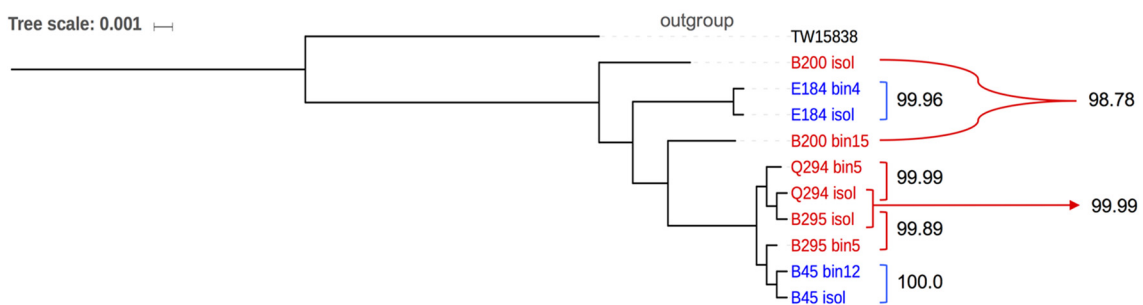 Tree scale: 0.001
outgroup
TW15838
B200 isol
E184 bin4
99.96
98.78
E184 isol
B200 bin15
Q294 bin5
99.99
Q294 isol
99.99
B295 isol
99.89
B295 bin5
B45 bin12
100.0
B45 isol